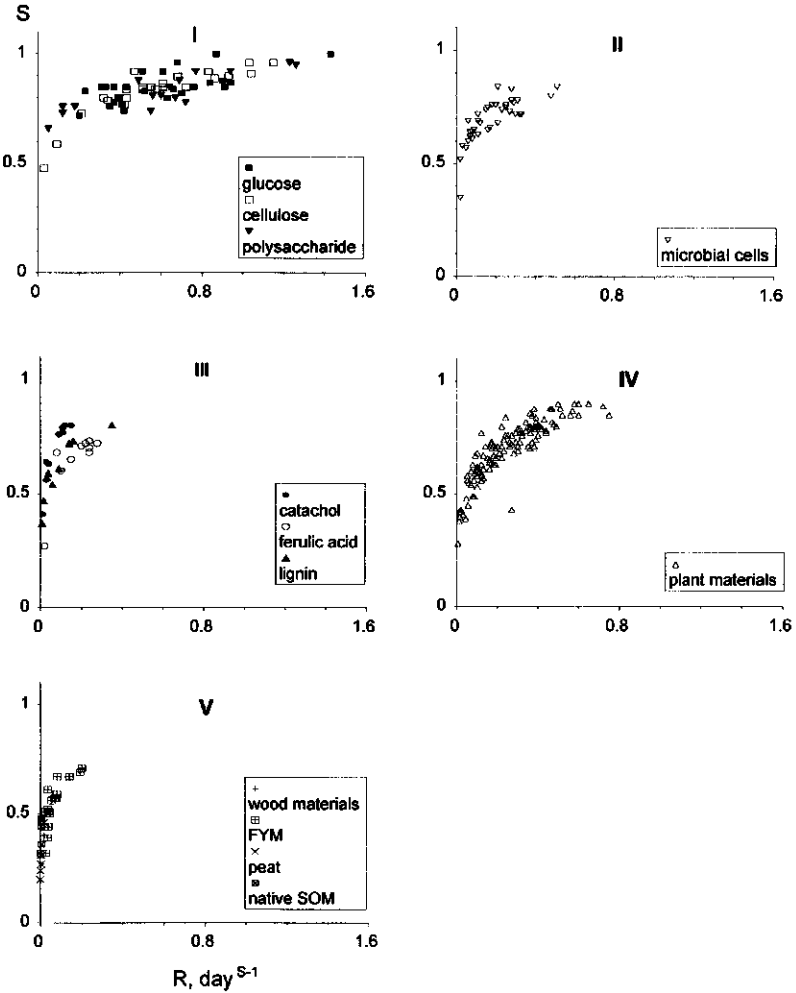 S
I
1
0.5
0
0
0.8
1.6
glucose
cellulose
polysaccharide
II
1
0.5
0
0
0.8
1.6
microbial cells
III
1
0.5
0
0
0.8
1.6
catachol
ferulic acid
lignin
IV
1
0.5
0
0
0.8
1.6
plant materials
V
1
0.5
0
0
0.8
1.6
wood materials
FYM
peat
native SOM
R, day S-1